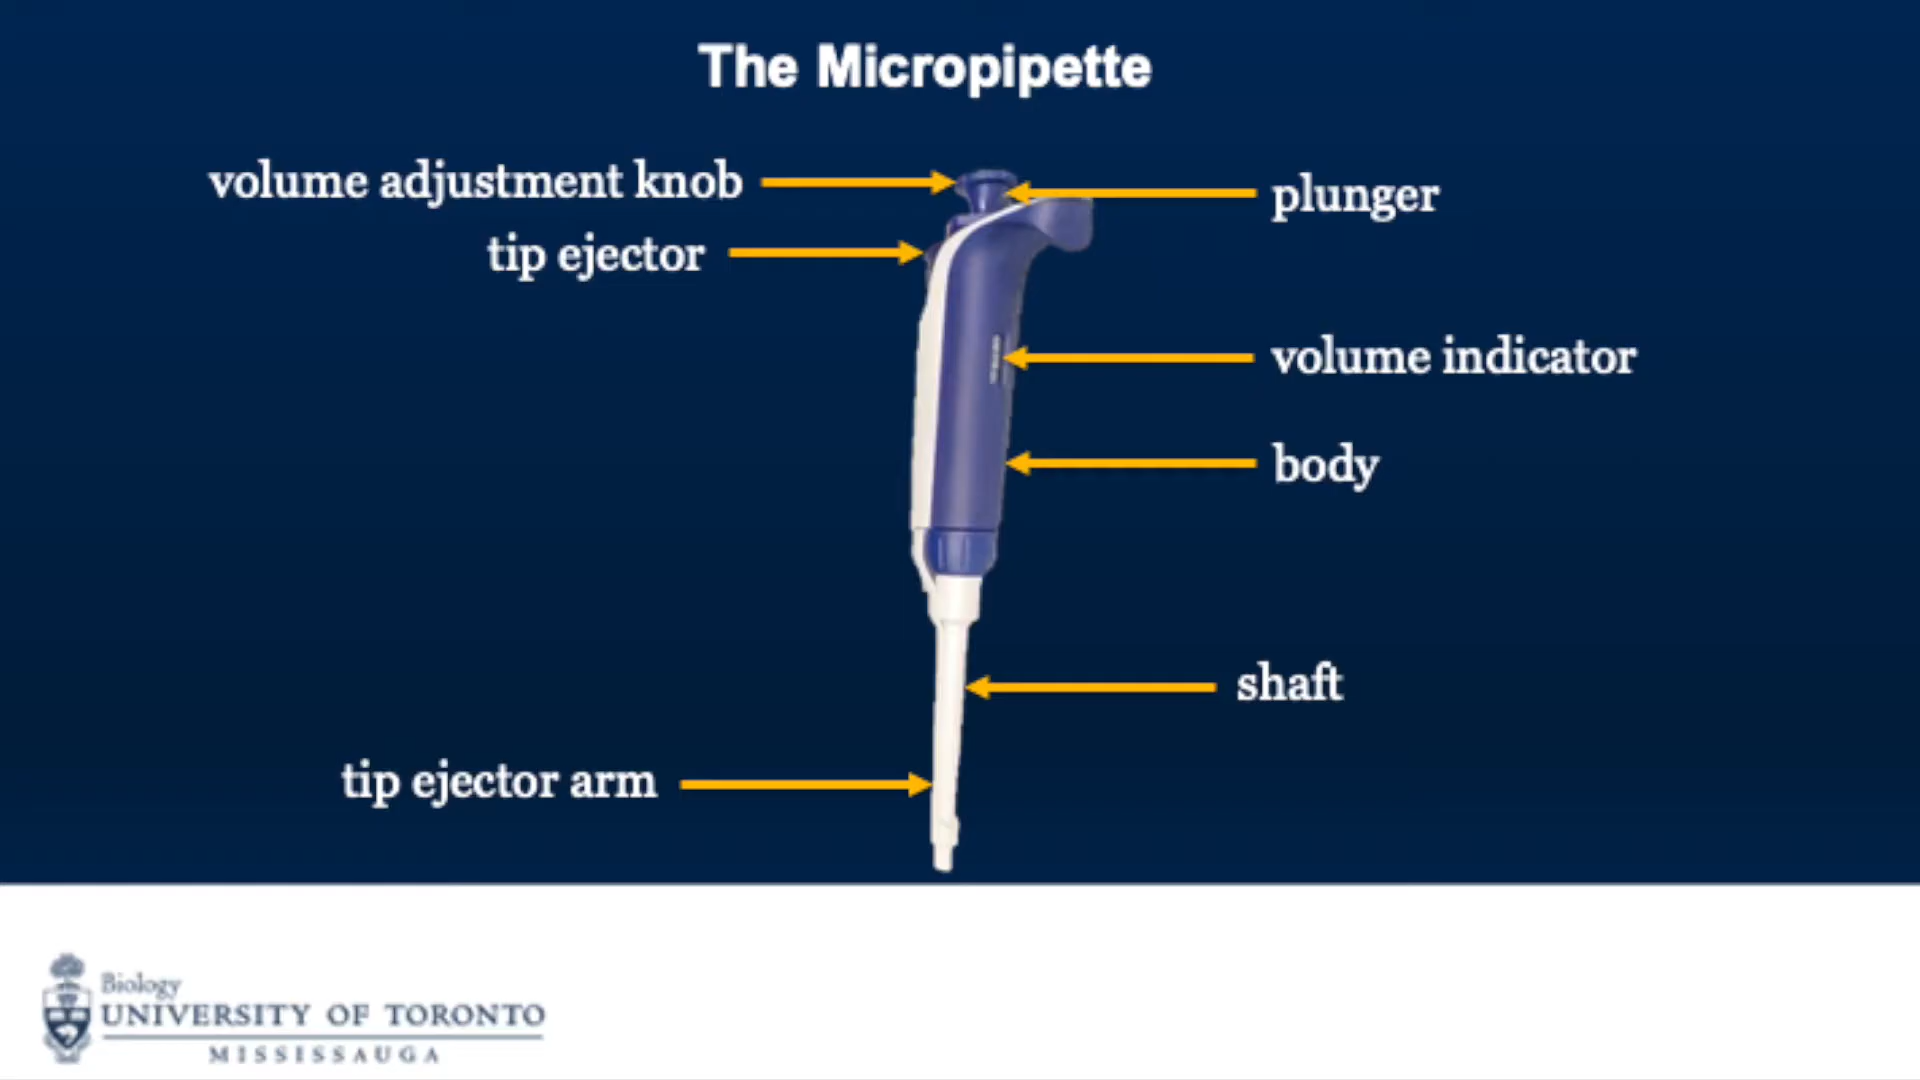 The Micropipette
volume adjustment knob
plunger
tip ejector
volume indicator
body
shaft
tip ejector arm
Biology
UNIVERSITY OF TORONTO
MISSISSAUGA